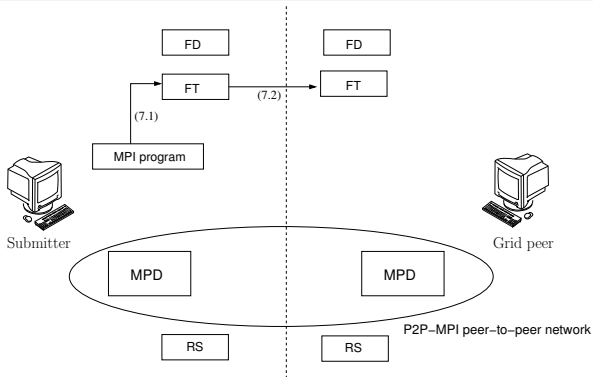 FD
FD
FT
FT
(7.1)
(7.2)
MPI program
Submitter
Grid peer
MPD
MPD
P2P−MPI peer−to−peer network
RS
RS